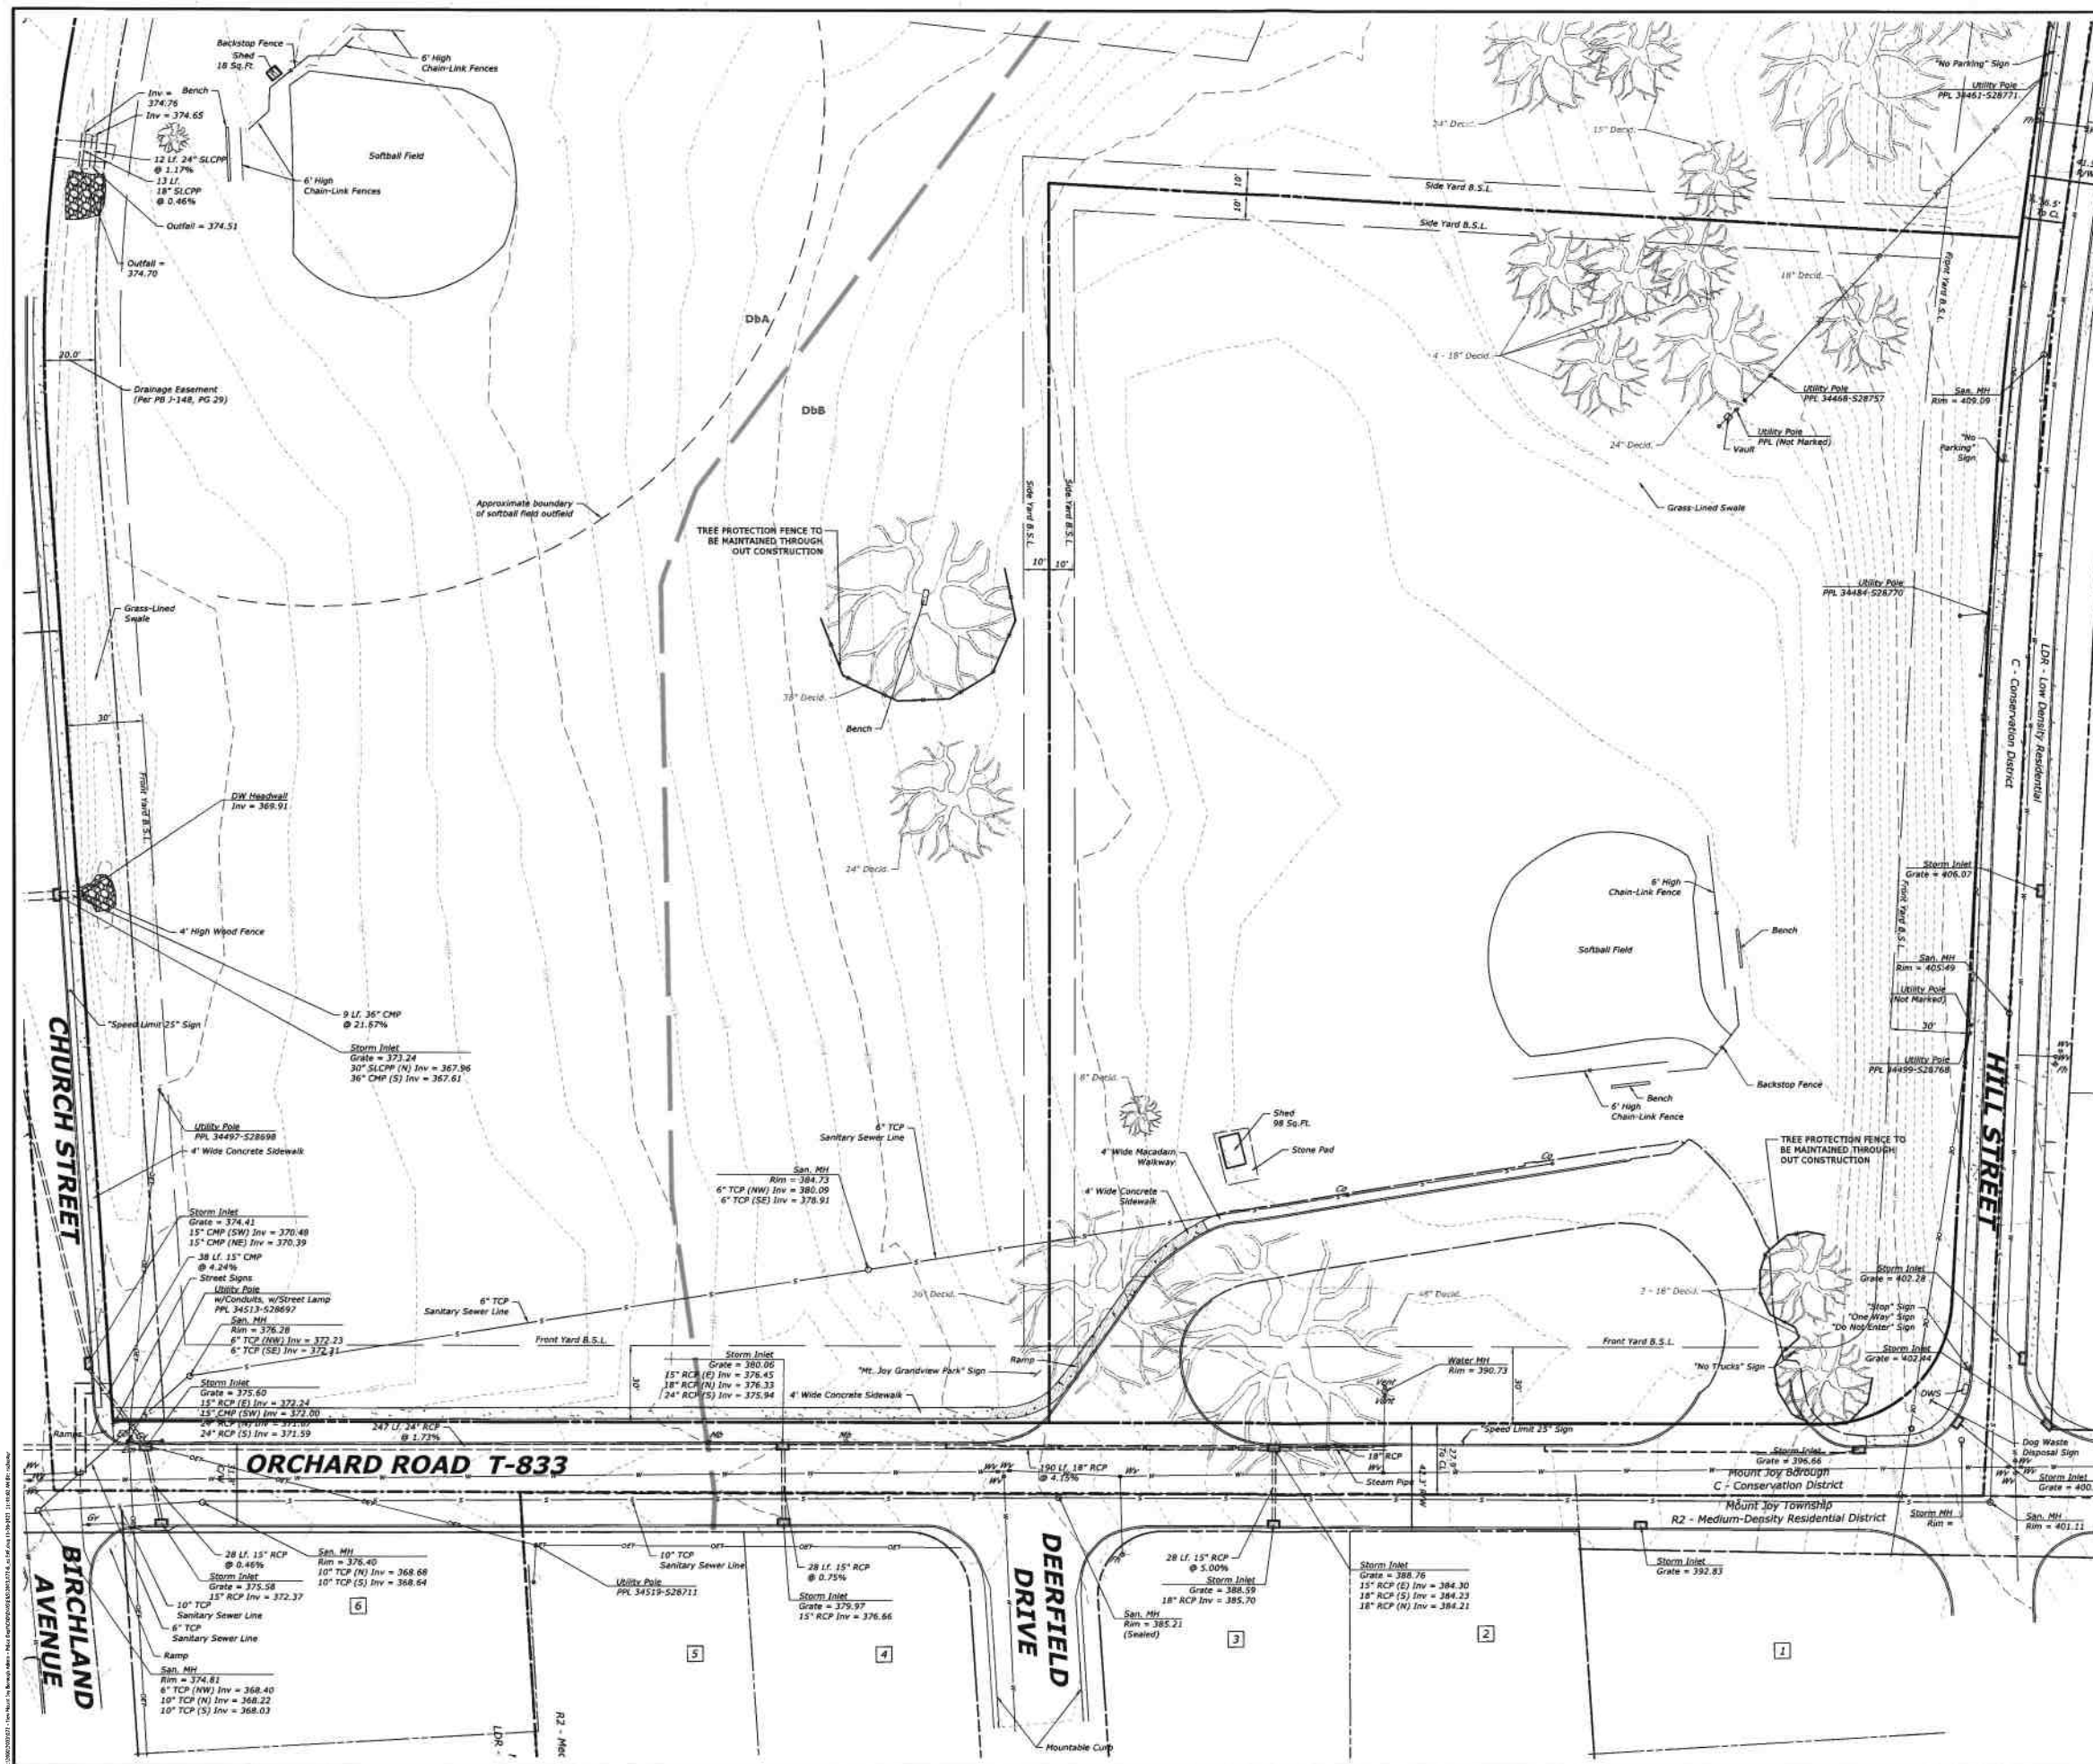 Backstop Fence
Shed
18 Sq.Ft.
6' High
Chain-Link Fences
Inv =
374.76
Bench
Inv = 374.65
12 Lf. 24" SLCPP
@ 1.17%
13 Lf.
18" SLCPP
@ 0.46%
6' High
Chain-Link Fences
Softball Field
Outfall = 374.51
Outfall =
374.70
20.0'
Drainage Easement
(Per PB J-148, PG 29)
DbA
DbB
Approximate boundary
of softball field outfield
TREE PROTECTION FENCE TO
BE MAINTAINED THROUGH
OUT CONSTRUCTION
Grass-Lined
Swale
30'
Front Yard B.S.L.
36" Decid.
Bench
24" Decid.
DW Headwall
Inv = 369.91
4' High Wood Fence
"Speed Limit 25" Sign
9 Lf. 36" CMP
@ 21.67%
Storm Inlet
Grate = 373.24
30" SLCPP (N) Inv = 367.96
36" CMP (S) Inv = 367.61
CHURCH STREET
Utility Pole
PPL 34497-S28698
4' Wide Concrete Sidewalk
Storm Inlet
Grate = 374.41
15" CMP (SW) Inv = 370.48
15" CMP (NE) Inv = 370.39
38 Lf. 15" CMP
@ 4.24%
Street Signs
Utility Pole
w/Conduits, w/Street Lamp
PPL 34513-S28697
San. MH
Rim = 376.28
6" TCP (NW) Inv = 372.23
6" TCP (SE) Inv = 372.21
Storm Inlet
Grate = 375.60
15" RCP (E) Inv = 372.24
15" CMP (SW) Inv = 372.00
24" RCP (S) Inv = 371.59
Ramps
247 Lf. 24" RCP
@ 1.73%
6" TCP
Sanitary Sewer Line
6" TCP
Sanitary Sewer Line
San. MH
Rim = 384.73
6" TCP (NW) Inv = 380.09
6" TCP (SE) Inv = 378.91
Front Yard B.S.L.
30'
Storm Inlet
Grate = 380.06
15" RCP (E) Inv = 376.45
18" RCP (N) Inv = 376.33
24" RCP (S) Inv = 375.94
"Mt. Joy Grandview Park" Sign
4' Wide Concrete Sidewalk
Ramp
24" Decid.
15" Decid.
Side Yard B.S.L.
10'
10'
Side Yard B.S.L.
Side Yard B.S.L.
Side Yard B.S.L.
10'
10'
18" Decid.
4 - 18" Decid.
24" Decid.
Utility Pole
PPL 34468-S28757
Utility Pole
PPL (Not Marked)
Vault
Grass-Lined Swale
"No Parking" Sign
Utility Pole
PPL 34461-S28771
36.5'
To CL
Front Yard B.S.L.
San. MH
Rim = 409.09
"No
Parking"
Sign
Utility Pole
PPL 34484-S28770
LDR - Low Density Residential
C - Conservation District
Storm Inlet
Grate = 406.07
Front Yard B.S.L.
6' High
Chain-Link Fence
Bench
Softball Field
San. MH
Rim = 405.49
Utility Pole
(Not Marked)
30'
Utility Pole
PPL 34499-S28768
HILL STREET
Backstop Fence
Bench
6' High
Chain-Link Fence
8" Decid.
Shed
98 Sq.Ft.
Stone Pad
4' Wide Macadam
Walkway
4' Wide Concrete
Sidewalk
Co
Co
TREE PROTECTION FENCE TO
BE MAINTAINED THROUGH
OUT CONSTRUCTION
36" Decid.
48" Decid.
2 - 18" Decid.
Storm Inlet
Grate = 402.28
"Stop" Sign
"One Way" Sign
"Do Not Enter" Sign
Storm Inlet
Grate = 402.44
Front Yard B.S.L.
"No Trucks" Sign
Water MH
Rim = 390.73
30'
Vent
Vent
DWS
"Speed Limit 25" Sign
Dog Waste
Disposal Sign
ORCHARD ROAD T-833
190 Lf. 18" RCP
@ 4.15%
18" RCP
Steam Pipe
Storm Inlet
Grate = 396.66
Mount Joy Borough
C - Conservation District
Mount Joy Township
R2 - Medium-Density Residential District
Storm MH
Rim =
Storm Inlet
Grate = 400.
San. MH
Rim = 401.11
Gv
28 Lf. 15" RCP
@ 0.46%
Storm Inlet
Grate = 375.58
15" RCP Inv = 372.37
San. MH
Rim = 376.40
10" TCP (N) Inv = 368.68
10" TCP (S) Inv = 368.64
10" TCP
Sanitary Sewer Line
6" TCP
Sanitary Sewer Line
Ramp
San. MH
Rim = 374.81
6" TCP (NW) Inv = 368.40
10" TCP (N) Inv = 368.22
10" TCP (S) Inv = 368.03
BIRCHLAND
AVENUE
6
Utility Pole
PPL 34519-S28711
10" TCP
Sanitary Sewer Line
28 Lf. 15" RCP
@ 0.75%
Storm Inlet
Grate = 379.97
15" RCP Inv = 376.66
5
4
LDR -
R2 - Med
DEERFIELD
DRIVE
Mountable Curb
San. MH
Rim = 385.21
(Sealed)
28 Lf. 15" RCP
@ 5.00%
Storm Inlet
Grate = 388.59
18" RCP Inv = 385.70
3
Storm Inlet
Grate = 388.76
15" RCP (E) Inv = 384.30
18" RCP (S) Inv = 384.23
18" RCP (N) Inv = 384.21
2
Storm Inlet
Grate = 392.83
1